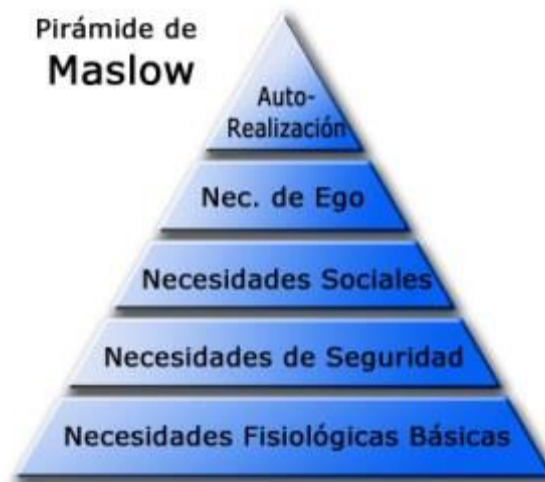 Pirámide de
Maslow
Auto-
Realización
Nec. de Ego
Necesidades Sociales
Necesidades de Seguridad
Necesidades Fisiológicas Básicas